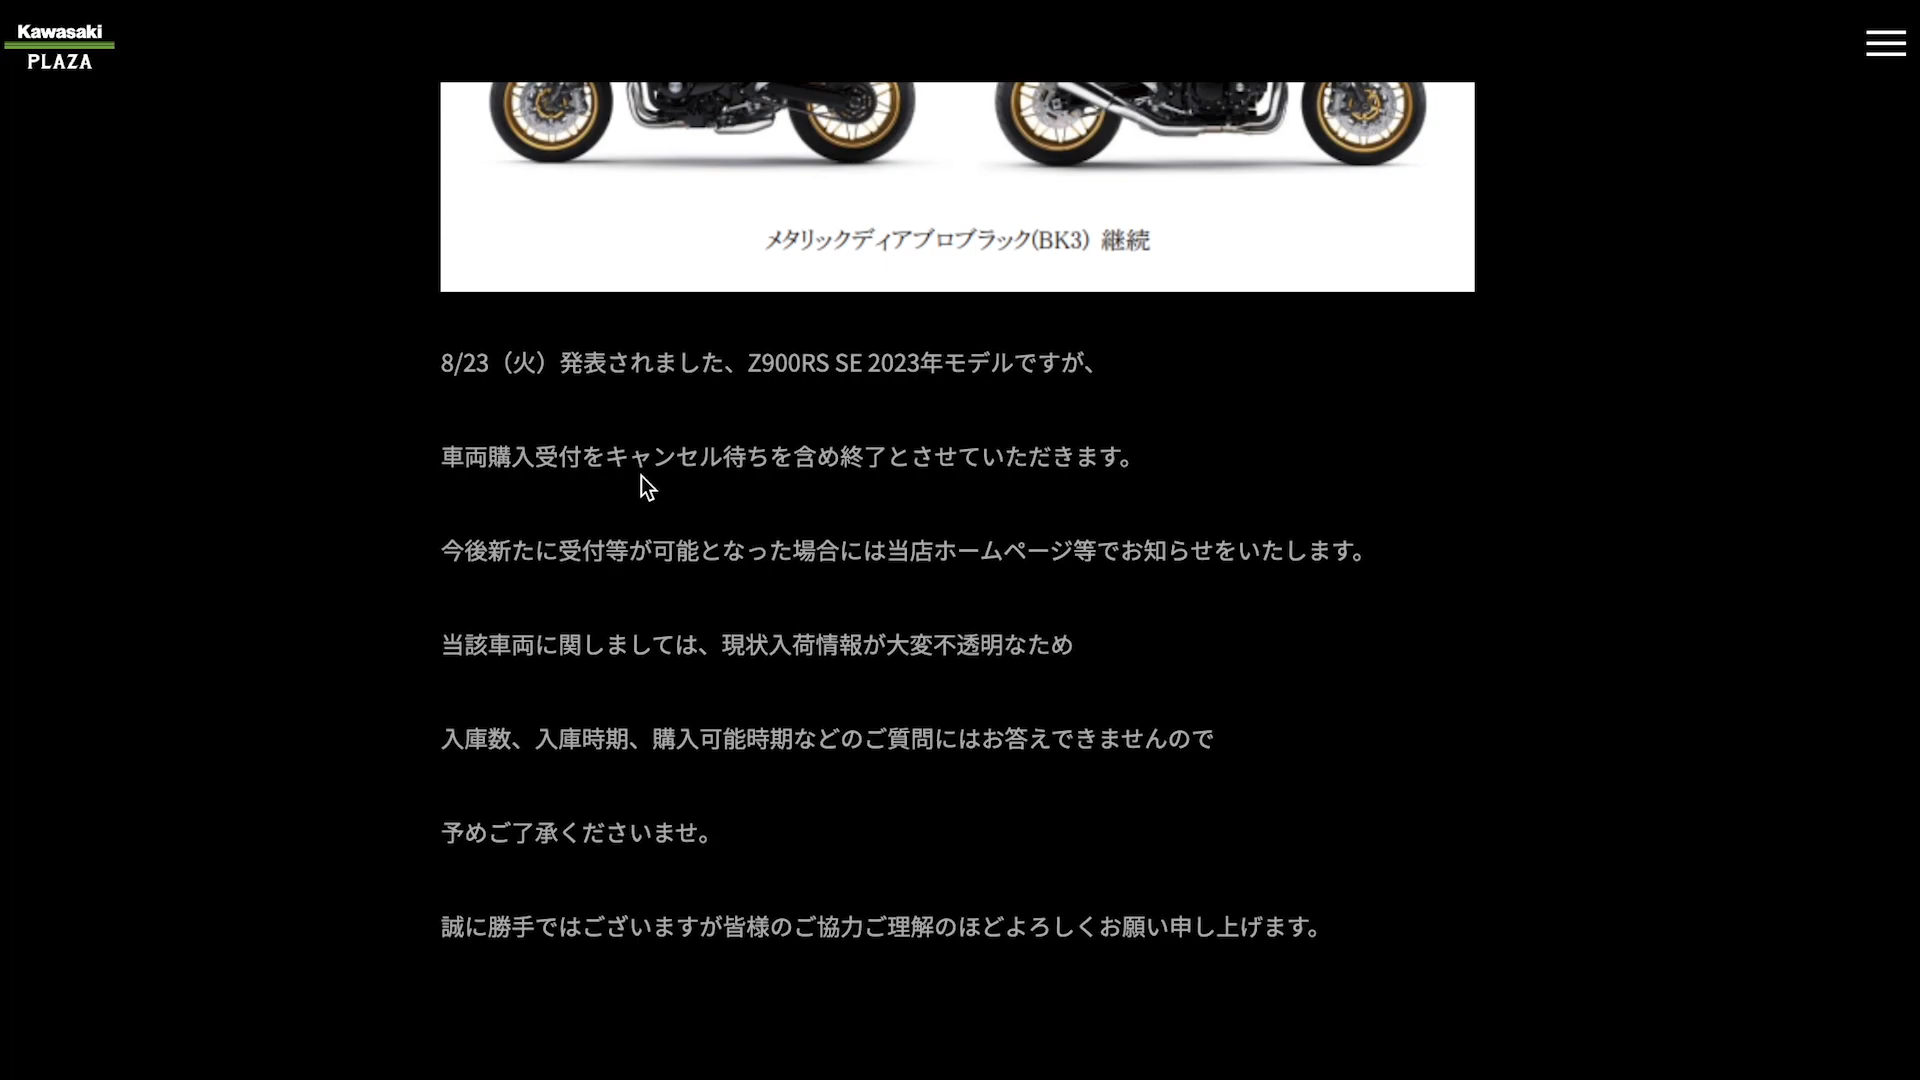 Kawasaki
PLAZA
メタリックディアブロブラック(BK3) 継続
8/23（火）発表されました、Z900RS SE 2023年モデルですが、
車両購入受付をキャンセル待ちを含め終了とさせていただきます。
今後新たに受付等が可能となった場合には当店ホームページ等でお知らせをいたします。
当該車両に関しましては、現状入荷情報が大変不透明なため
入庫数、入庫時期、購入可能時期などのご質問にはお答えできませんので
予めご了承くださいませ。
誠に勝手ではございますが皆様のご協力ご理解のほどよろしくお願い申し上げます。